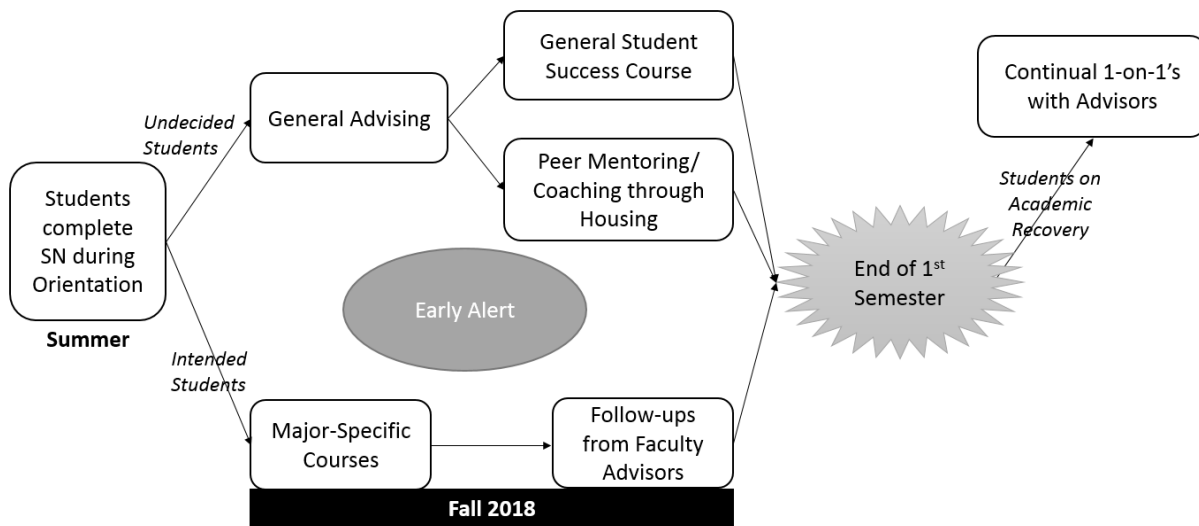 Students
complete
SN during
Orientation
Summer
Undecided
Students
Intended
Students
General Advising
General Student
Success Course
Peer Mentoring/
Coaching through
Housing
Early Alert
Major-Specific
Courses
Follow-ups
from Faculty
Advisors
Fall 2018
End of 1st
Semester
Students on
Academic
Recovery
Continual 1-on-1's
with Advisors